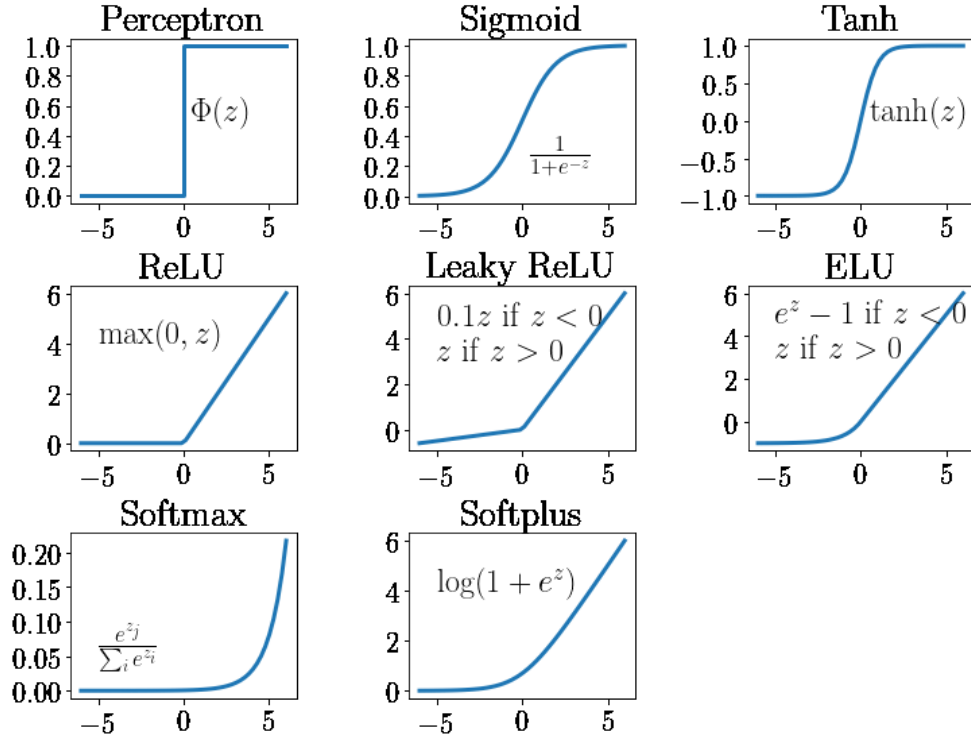 Perceptron
1.0
0.8
0.6
0.4
0.2
0.0
Φ(z)
−5 0 5
Sigmoid
1.0
0.8
0.6
0.4
0.2
0.0
1/(1+e^{−z})
−5 0 5
Tanh
1.0
0.5
0.0
−0.5
−1.0
tanh(z)
−5 0 5
ReLU
6
4
2
0
max(0, z)
−5 0 5
Leaky ReLU
6
4
2
0
0.1z if z < 0
z if z > 0
−5 0 5
ELU
6
4
2
0
e^z − 1 if z < 0
z if z > 0
−5 0 5
Softmax
0.20
0.15
0.10
0.05
0.00
e^{z_j}/∑_i e^{z_i}
−5 0 5
Softplus
6
4
2
0
log(1 + e^z)
−5 0 5